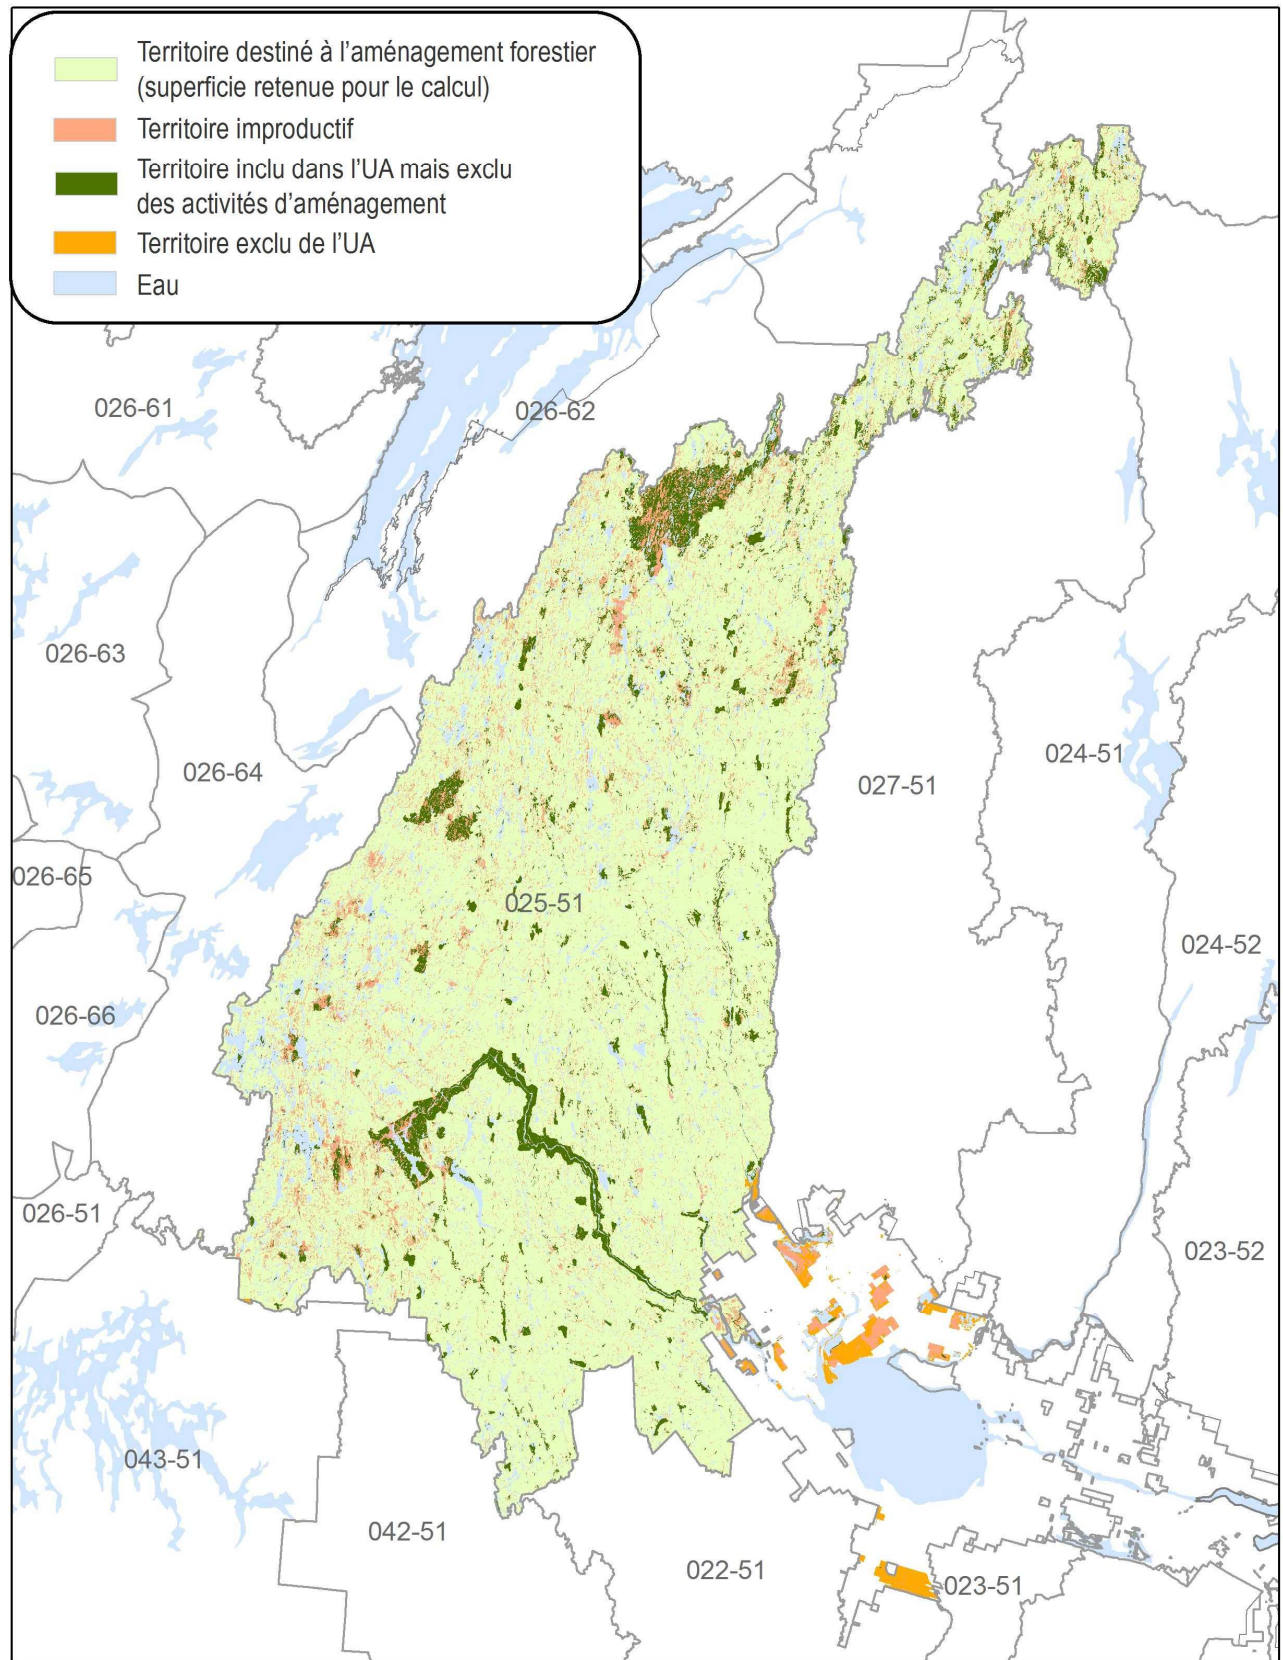 Territoire destiné à l'aménagement forestier
(superficie retenue pour le calcul)
Territoire improductif
Territoire inclu dans l'UA mais exclu
des activités d'aménagement
Territoire exclu de l'UA
Eau
026-61
026-62
026-63
026-64
024-51
027-51
026-65
025-51
024-52
026-66
026-51
023-52
043-51
042-51
022-51
023-51